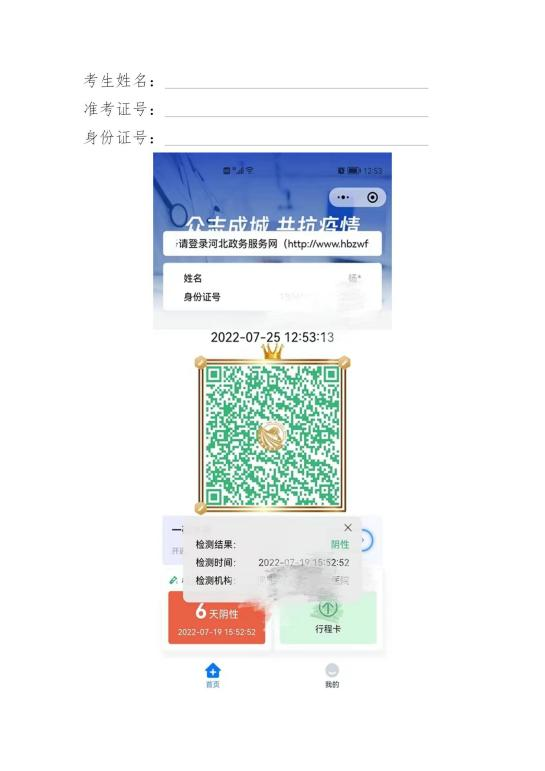 考生姓名：
准考证号：
身份证号：
12:53
众志成城 共抗疫情
请登录河北政务服务网（http://www.hbzwf
姓名 杨*
身份证号
2022-07-25 12:53:13
检测结果： 阴性
检测时间： 2022-07-19 15:52:52
检测机构： 医院
6天阴性
2022-07-19 15:52:52
行程卡
首页
我的